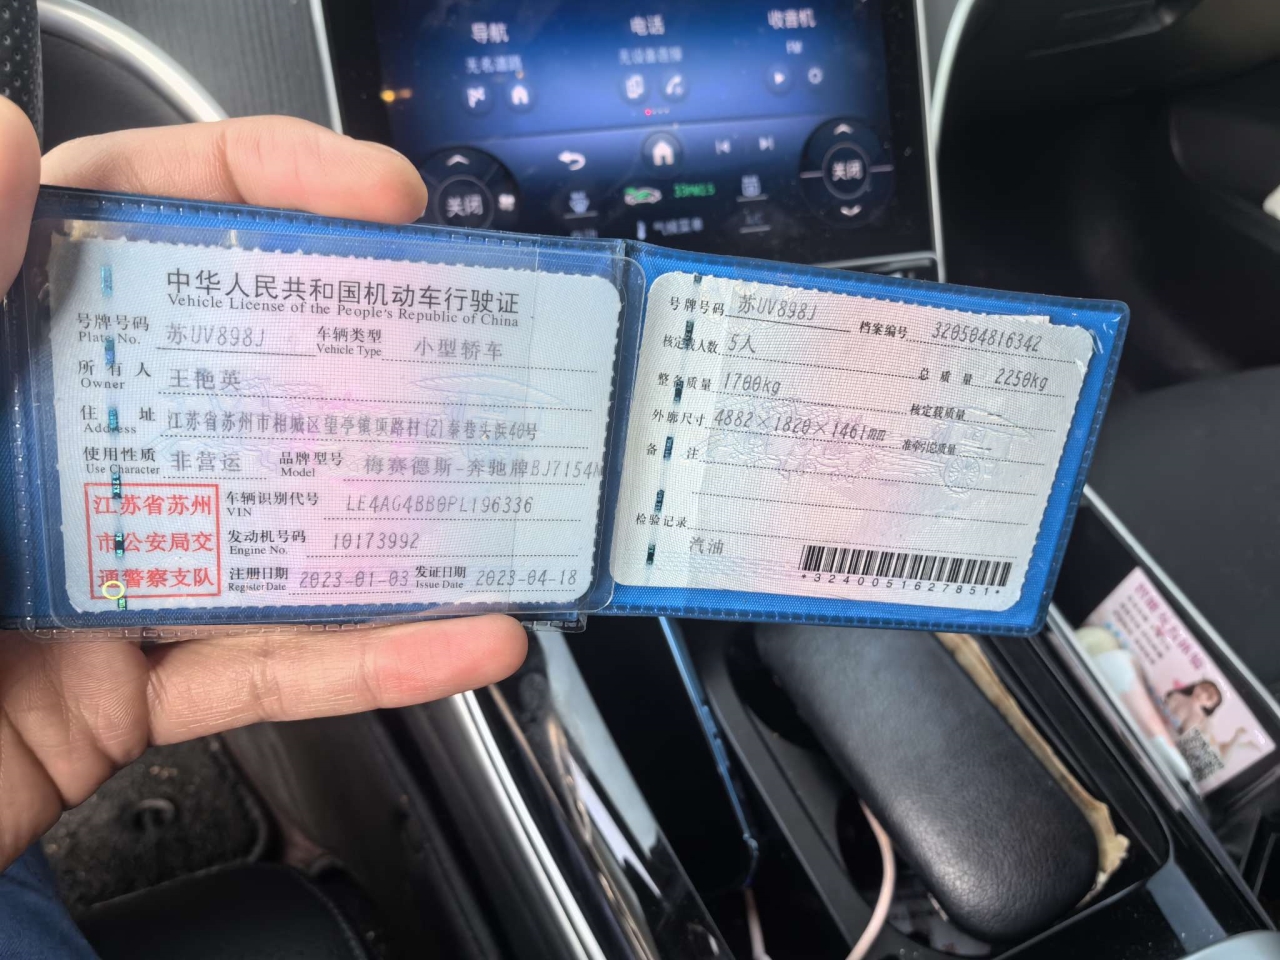 导航
电话
收音机
无名道路
无设备连接
FM
关闭
关闭
中华人民共和国机动车行驶证
Vehicle License of the People's Republic of China
号牌号码 苏UV898J 车辆类型 小型轿车
Plate No. Vehicle Type
所有人 王艳英
Owner
住址 江苏省苏州市相城区望亭镇项路村(2)秦巷头浜40号
Address
使用性质 非营运 品牌型号 梅赛德斯-奔驰牌BJ7154
Use Character Model
江苏省苏州
市公安局交
通警察支队
车辆识别代号 LE4AG4BB0PL196336
VIN
发动机号码 10173992
Engine No.
注册日期 2023-01-03 发证日期 2023-04-18
Register Date Issue Date
号牌号码 苏UV898J 档案编号 320504816342
核定载人数 5人 总质量 2250kg
整备质量 1700kg 核定载质量
外廓尺寸 4882×1820×1461mm 准牵引总质量 --
备注
检验记录
汽油
*3240051627851*